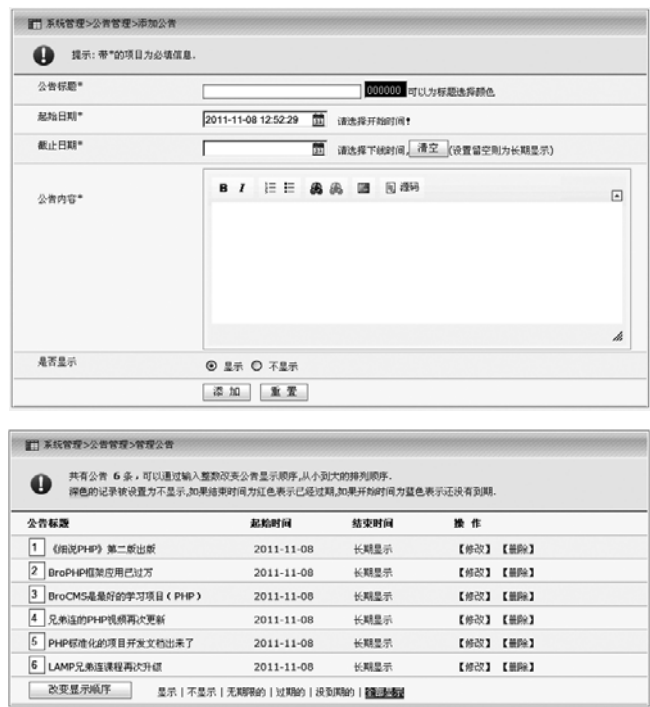 系统管理>公告管理>添加公告
提示: 带*的项目为必填信息.
公告标题* 000000 可以为标题选择颜色
起始日期* 2011-11-08 12:52:29 请选择开始时间!
截止日期* 请选择下线时间, 清空 (设置留空则为长期显示)
B I 源码
公告内容*
是否显示 显示 不显示
添 加 重 置
系统管理>公告管理>管理公告
共有公告 6 条，可以通过输入整数改变公告显示顺序,从小到大的排列顺序.
深色的记录被设置为不显示,如果结束时间为红色表示已经过期,如果开始时间为蓝色表示还没有到期.
公告标题 起始时间 结束时间 操 作
1 《细说PHP》第二版出版 2011-11-08 长期显示 【修改】【删除】
2 BroPHP框架应用已过万 2011-11-08 长期显示 【修改】【删除】
3 BroCMS是最好的学习项目（PHP） 2011-11-08 长期显示 【修改】【删除】
4 兄弟连的PHP视频再次更新 2011-11-08 长期显示 【修改】【删除】
5 PHP标准化的项目开发文档出来了 2011-11-08 长期显示 【修改】【删除】
6 LAMP兄弟连课程再次升级 2011-11-08 长期显示 【修改】【删除】
改变显示顺序 显示 | 不显示 | 无期限的 | 过期的 | 没到期的 | 全部显示